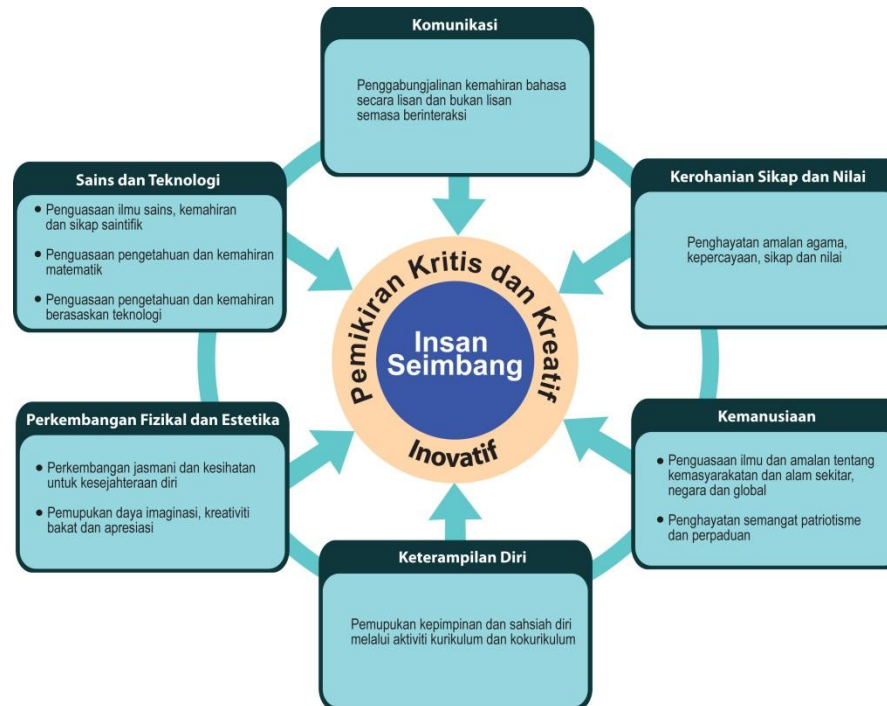 Komunikasi
Penggabungjalinan kemahiran bahasa
secara lisan dan bukan lisan
semasa berinteraksi
Sains dan Teknologi
• Penguasaan ilmu sains, kemahiran
dan sikap saintifik
• Penguasaan pengetahuan dan kemahiran
matematik
• Penguasaan pengetahuan dan kemahiran
berasaskan teknologi
Kerohanian Sikap dan Nilai
Penghayatan amalan agama,
kepercayaan, sikap dan nilai
Pemikiran Kritis dan Kreatif
Insan
Seimbang
Inovatif
Perkembangan Fizikal dan Estetika
• Perkembangan jasmani dan kesihatan
untuk kesejahteraan diri
• Pemupukan daya imaginasi, kreativiti
bakat dan apresiasi
Kemanusiaan
• Penguasaan ilmu dan amalan tentang
kemasyarakatan dan alam sekitar,
negara dan global
• Penghayatan semangat patriotisme
dan perpaduan
Keterampilan Diri
Pemupukan kepimpinan dan sahsiah diri
melalui aktiviti kurikulum dan kokurikulum